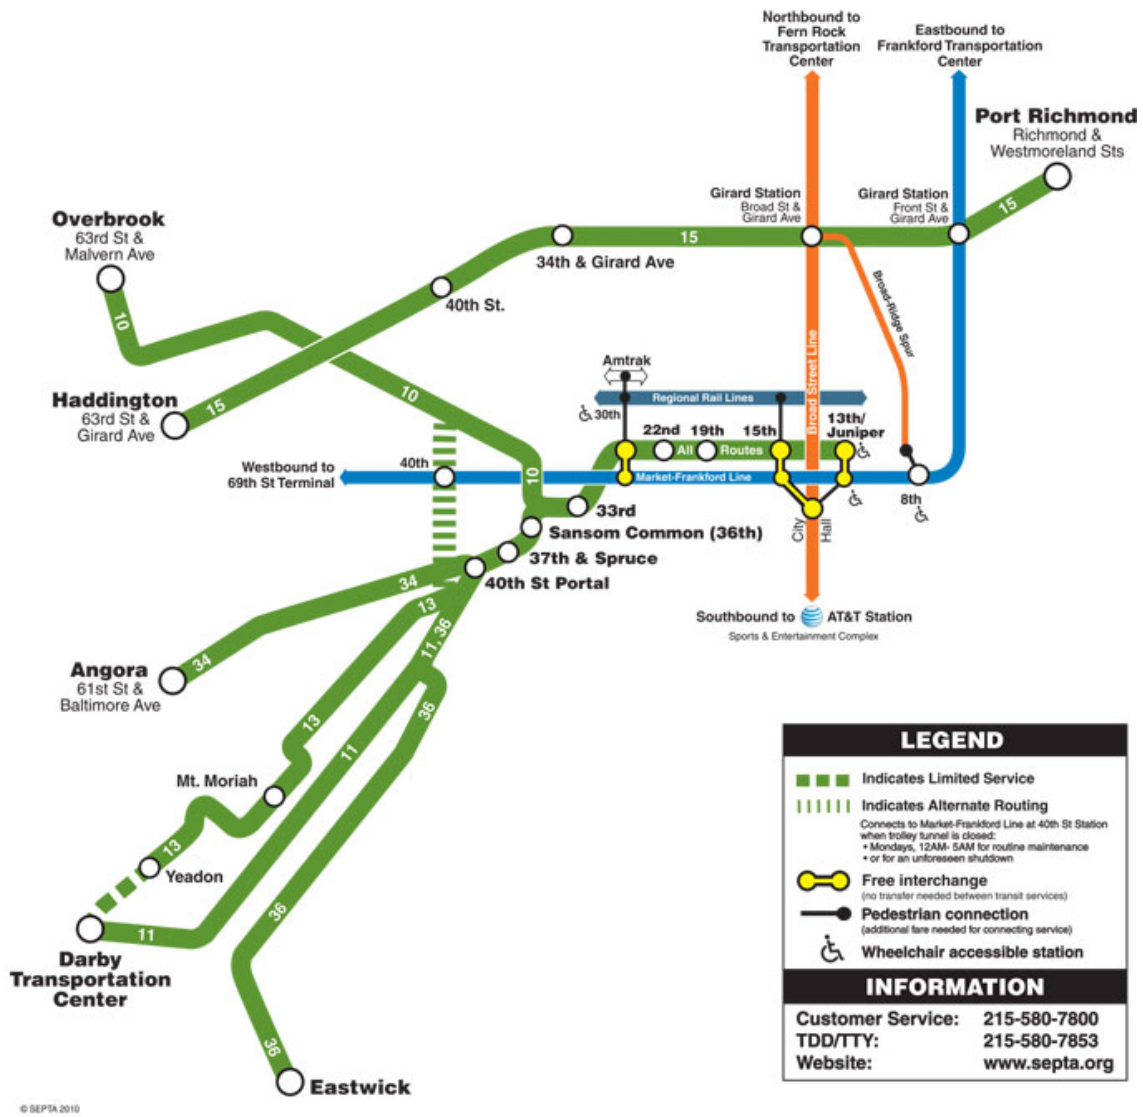 Northbound to
Fern Rock
Transportation
Center
Eastbound to
Frankford Transportation
Center
Port Richmond
Richmond &
Westmoreland Sts
15
Girard Station
Broad St &
Girard Ave
Girard Station
Front St &
Girard Ave
15
34th & Girard Ave
40th St.
Overbrook
63rd St &
Malvern Ave
10
Haddington
63rd St &
Girard Ave
15
10
Broad-Ridge Spur
Broad Street Line
Amtrak
Regional Rail Lines
30th
22nd
19th
15th
13th/
Juniper
All
Routes
Westbound to
69th St Terminal
40th
10
Market-Frankford Line
8th
33rd
City
Hall
Sansom Common (36th)
37th & Spruce
40th St Portal
34
13
11, 36
Southbound to
AT&T Station
Sports & Entertainment Complex
Angora
61st St &
Baltimore Ave
34
36
13
11
Mt. Moriah
13
Yeadon
36
11
Darby
Transportation
Center
36
Eastwick
LEGEND
Indicates Limited Service
Indicates Alternate Routing
Connects to Market-Frankford Line at 40th St Station
when trolley tunnel is closed:
• Mondays, 12AM- 5AM for routine maintenance
• or for an unforeseen shutdown
Free interchange
(no transfer needed between transit services)
Pedestrian connection
(additional fare needed for connecting service)
Wheelchair accessible station
INFORMATION
Customer Service: 215-580-7800
TDD/TTY: 215-580-7853
Website: www.septa.org
© SEPTA 2010